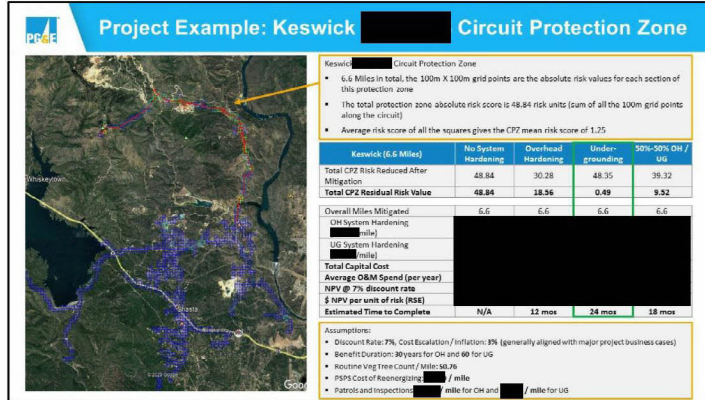 PG&E
Project Example: Keswick Circuit Protection Zone
Keswick Circuit Protection Zone
▪ 6.6 Miles in total, the 100m X 100m grid points are the absolute risk values for each section of
this protection zone
▪ The total protection zone absolute risk score is 48.84 risk units (sum of all the 100m grid points
along the circuit)
▪ Average risk score of all the squares gives the CPZ mean risk of 1.25
Keswick (6.6 Miles) No System Hardening Overhead Hardening Under-grounding 50%-50% OH / UG
Total CPZ Risk Reduced After Mitigation 48.84 30.28 48.35 39.32
Total CPZ Residual Risk Value 48.84 18.56 0.49 9.52
Overall Miles Mitigated 6.6 6.6 6.6 6.6
OH System Hardening
/mile)
UG System Hardening
/mile)
Total Capital Cost
Average O&M Spend (per year)
NPV @ 7% discount rate
$ NPV per unit of risk (RSE)
Estimated Time to Complete N/A 12 mos 24 mos 18 mos
Assumptions:
▪ Discount Rate: 7%, Cost Escalation / Inflation: 3% (generally aligned with major project business cases)
▪ Benefit Duration: 30 years for OH and 60 for UG
▪ Routine Veg Tree Count / Mile: 50.76
▪ PSPS Cost of Reenergizing: / mile
▪ Patrols and Inspections: / mile for OH and / mile for UG
Whiskeytown
Shasta